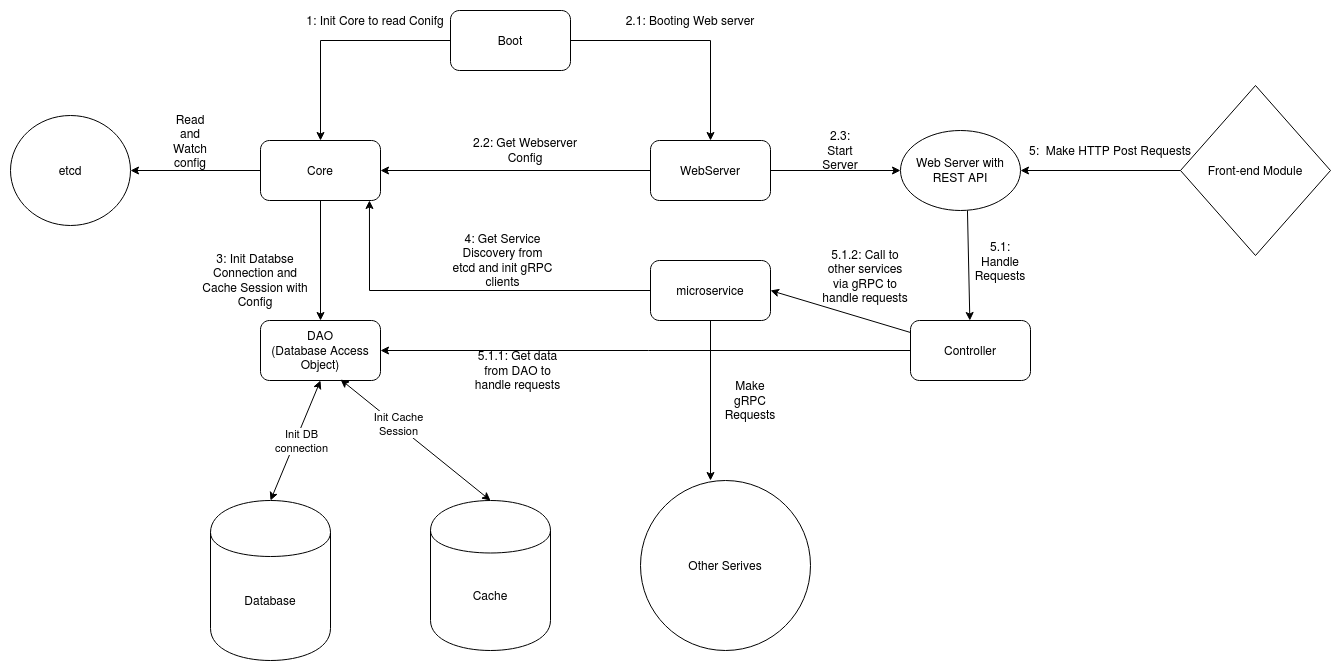 1: Init Core to read Conifg
Boot
2.1: Booting Web server
Read
and
Watch
config
etcd
Core
2.2: Get Webserver
Config
WebServer
2.3:
Start
Server
Web Server with
REST API
5:  Make HTTP Post Requests
Front-end Module
3: Init Databse
Connection and
Cache Session with
Config
4: Get Service
Discovery from
etcd and init gRPC
clients
microservice
5.1.2: Call to
other services
via gRPC to
handle requests
5.1:
Handle
Requests
DAO
(Database Access
Object)
5.1.1: Get data
from DAO to
handle requests
Controller
Make
gRPC
Requests
Init DB
connection
Init Cache
Session
Database
Cache
Other Serives